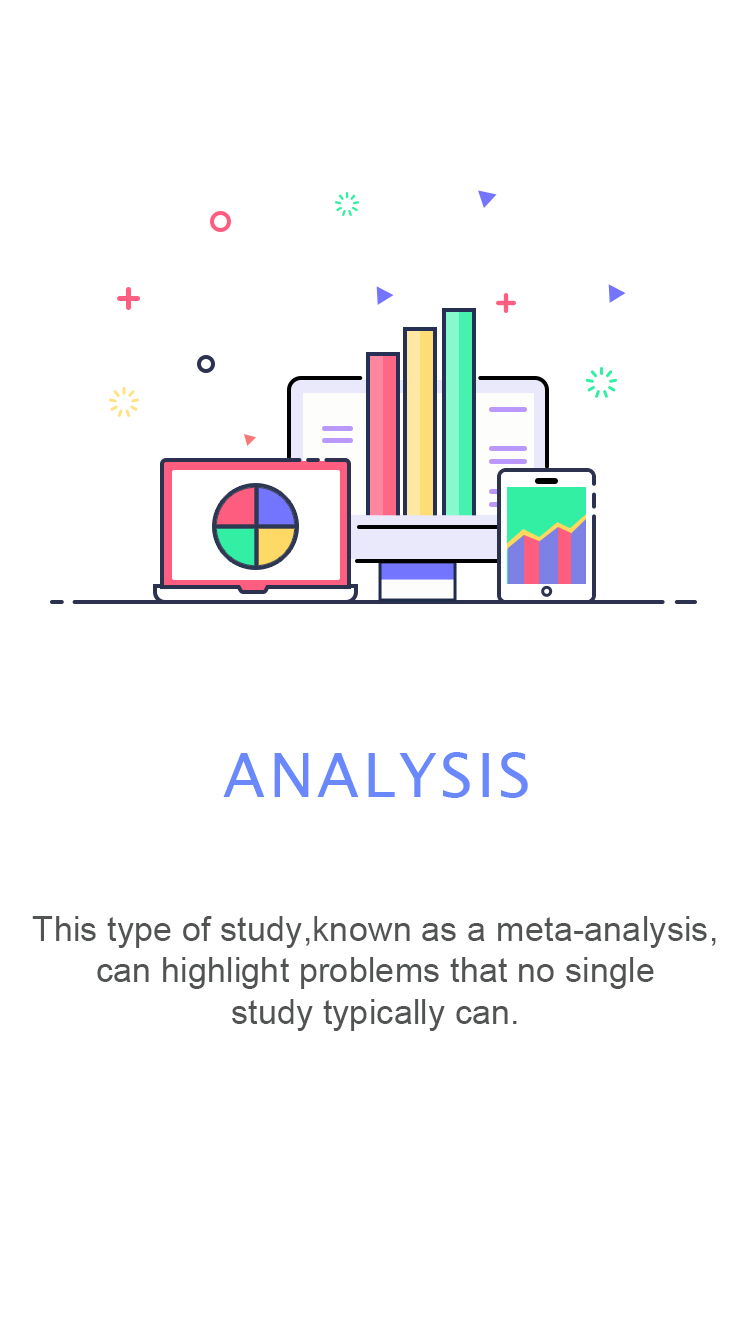 ANALYSIS
This type of study,known as a meta-analysis,
can highlight problems that no single
study typically can.